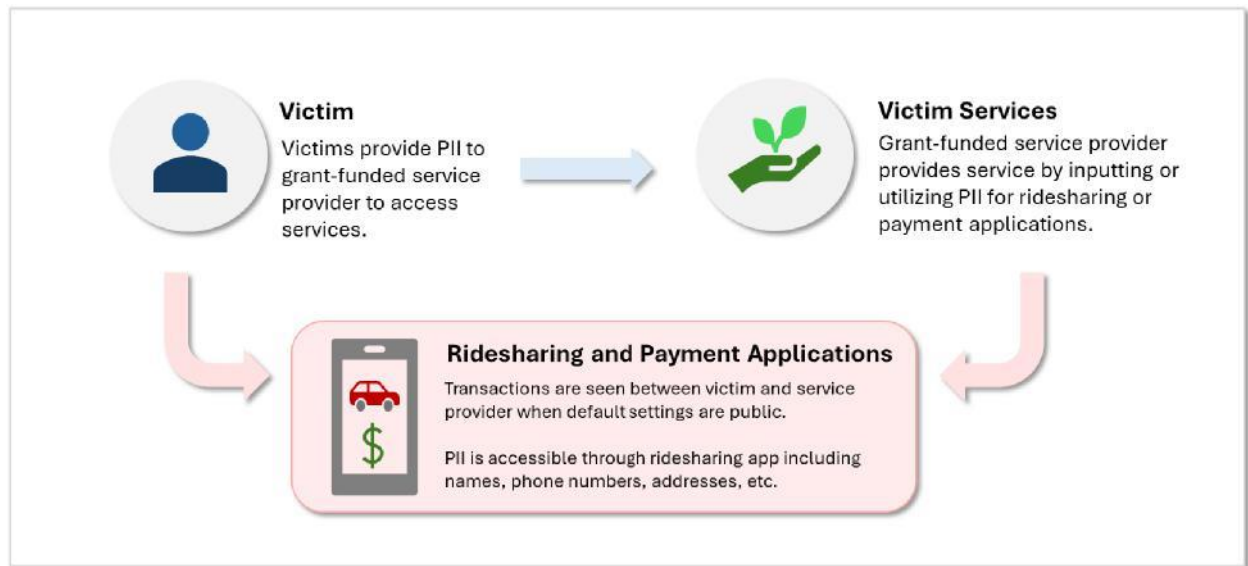 Victim
Victims provide PII to
grant-funded service
provider to access
services.
Victim Services
Grant-funded service provider
provides service by inputting or
utilizing PII for ridesharing or
payment applications.
Ridesharing and Payment Applications
Transactions are seen between victim and service
provider when default settings are public.
PII is accessible through ridesharing app including
names, phone numbers, addresses, etc.
$